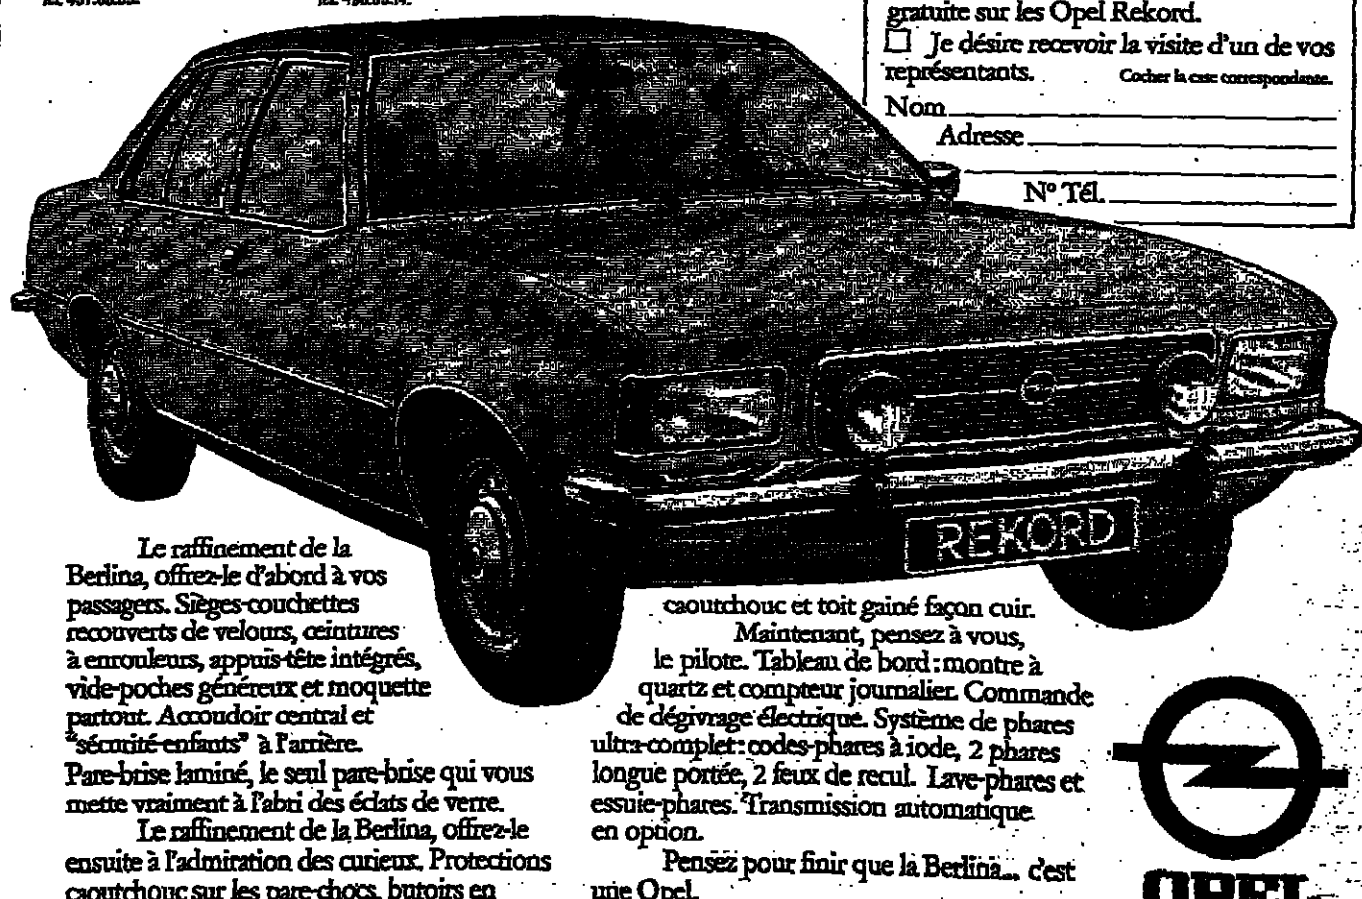 gratuite sur les Opel Rekord.
Je désire recevoir la visite d'un de vos
représentants.
Cocher la case correspondante.
Nom
Adresse
N° Tél.
REKORD
Le raffinement de la
Berlina, offrez-le d'abord à vos
passagers. Sièges-couchettes
recouverts de velours, ceintures
à enrouleurs, appuis-tête intégrés,
vide-poches généreux et moquette
partout. Accoudoir central et
"sécurité-enfants" à l'arrière.
Pare-brise laminé, le seul pare-brise qui vous
mette vraiment à l'abri des éclats de verre.
Le raffinement de la Berlina, offrez-le
ensuite à l'admiration des curieux. Protections
caoutchouc sur les pare-chocs, butoirs en
caoutchouc et toit gainé façon cuir.
Maintenant, pensez à vous,
le pilote. Tableau de bord: montre à
quartz et compteur journalier. Commande
de dégivrage électrique. Système de phares
ultra-complet: codes-phares à iode, 2 phares
longue portée, 2 feux de recul. Lave-phares et
essuie-phares. Transmission automatique
en option.
Pensez pour finir que la Berlina... c'est
une Opel.
OPEL